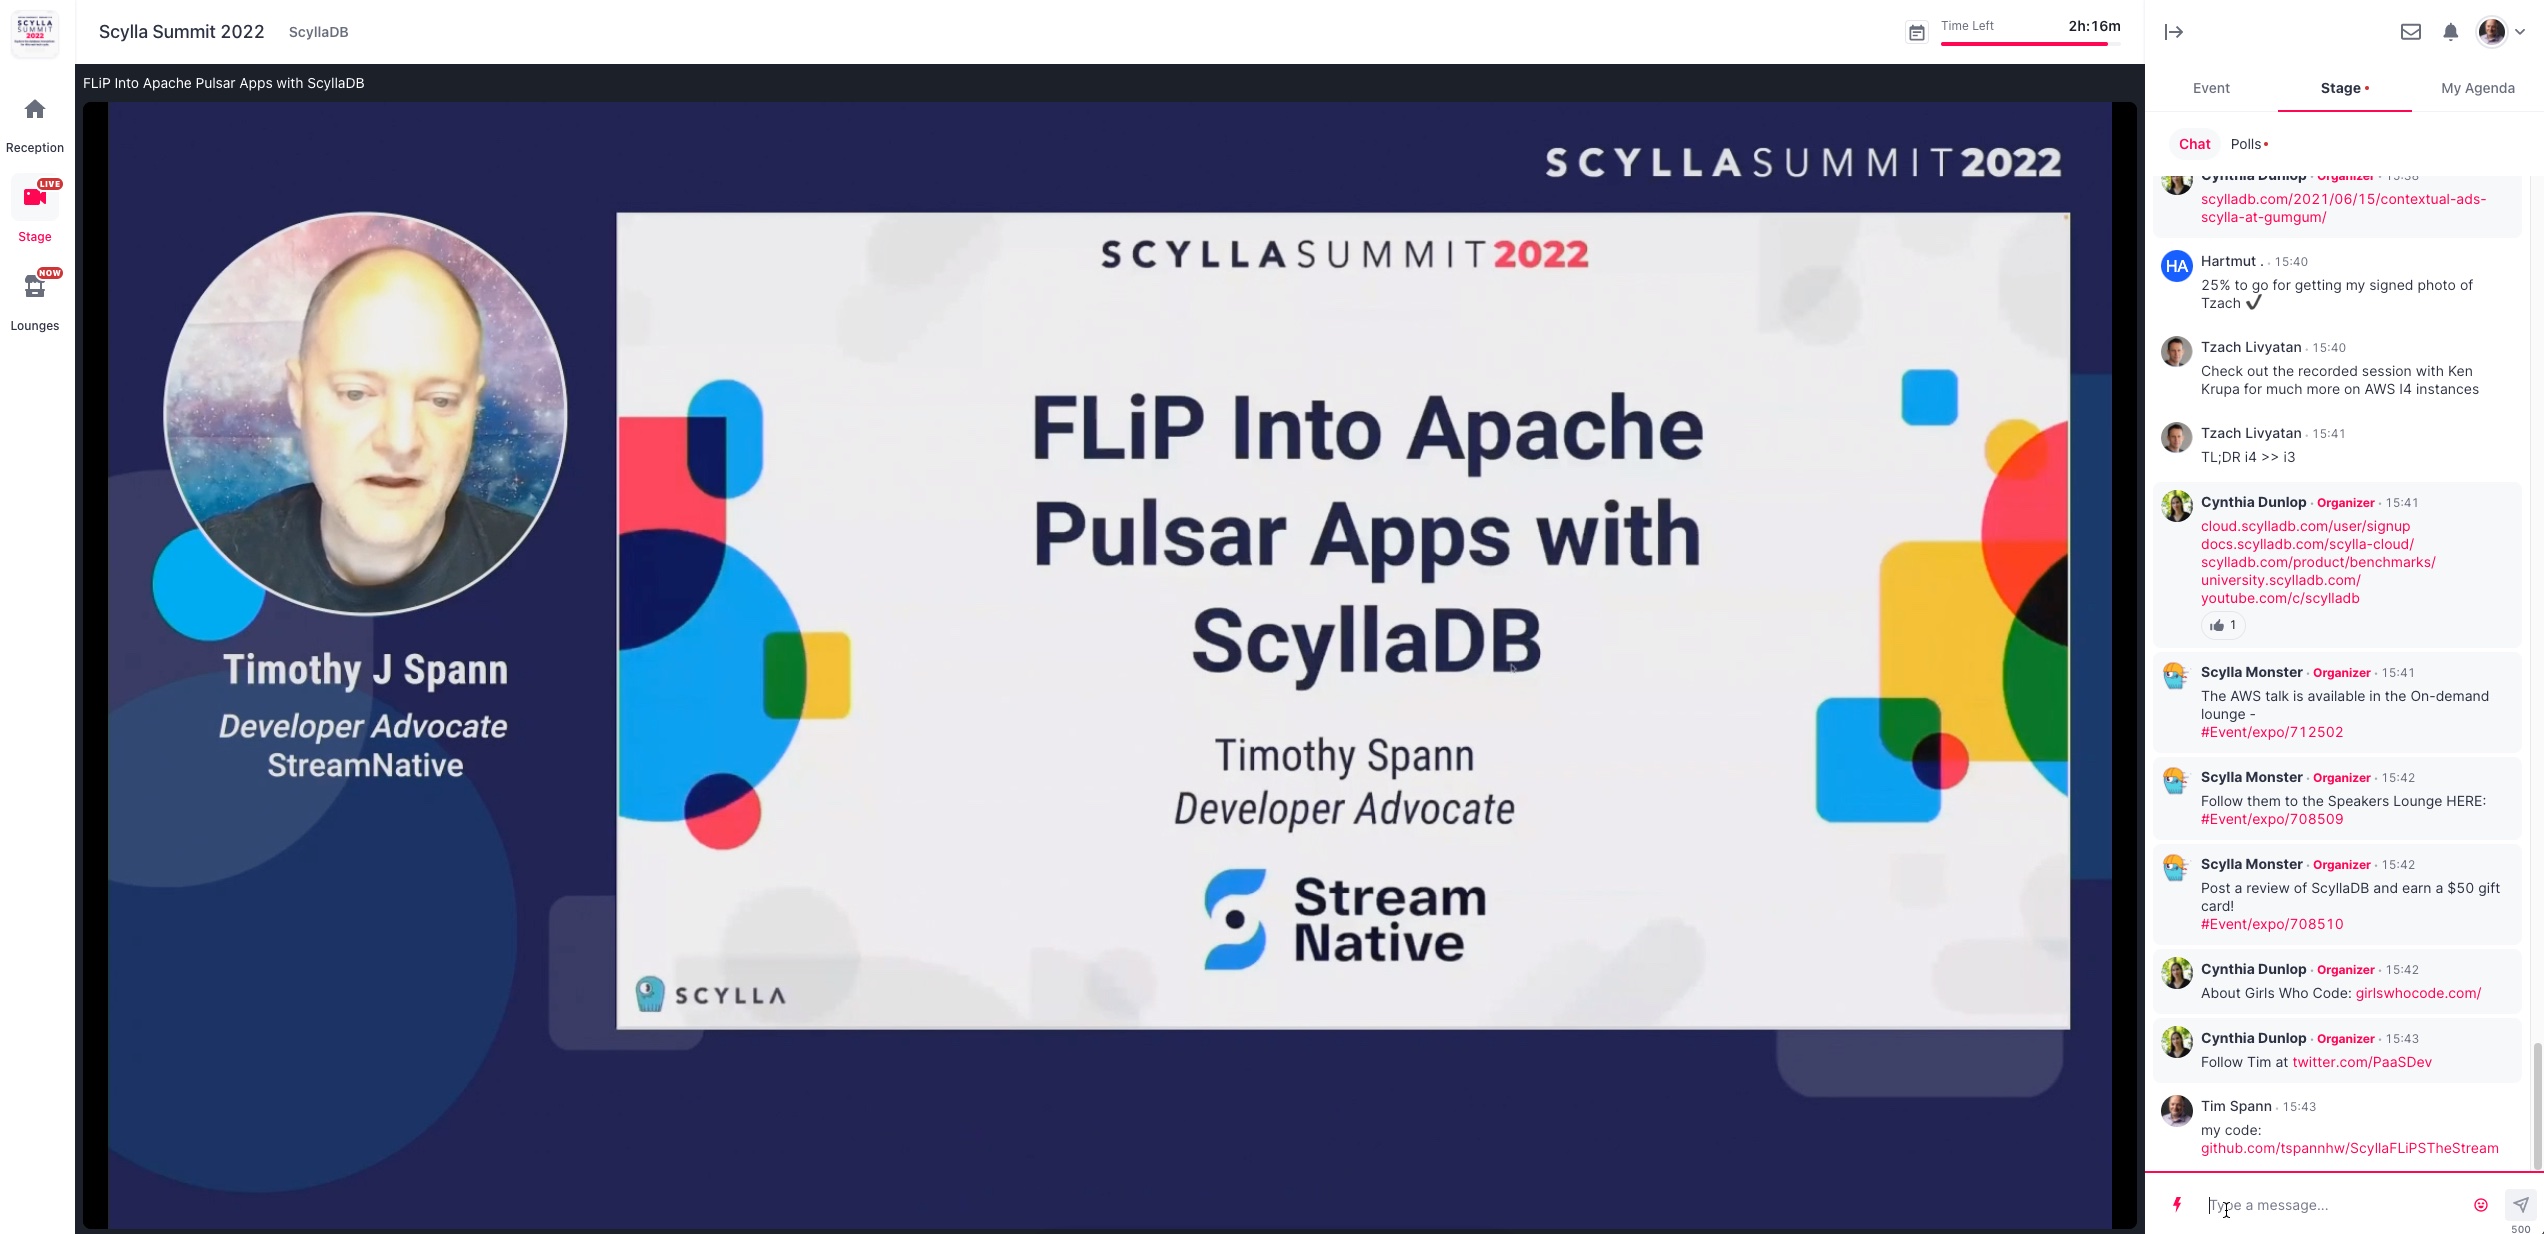 SCYLLA
SUMMIT
2022
Scylla Summit 2022
ScyllaDB
Time Left
2h:16m
Reception
LIVE
Stage
NOW
Lounges
FLiP Into Apache Pulsar Apps with ScyllaDB
SCYLLASUMMIT2022
Timothy J Spann
Developer Advocate
StreamNative
SCYLLASUMMIT2022
FLiP Into Apache
Pulsar Apps with
ScyllaDB
Timothy Spann
Developer Advocate
Stream
Native
SCYLLA
Event
Stage
My Agenda
Chat
Polls
Cynthia Dunlop · Organizer · 15:38
scylladb.com/2021/06/15/contextual-ads-
scylla-at-gumgum/
HA
Hartmut . · 15:40
25% to go for getting my signed photo of
Tzach ✔
Tzach Livyatan · 15:40
Check out the recorded session with Ken
Krupa for much more on AWS I4 instances
Tzach Livyatan · 15:41
TL;DR i4 >> i3
Cynthia Dunlop · Organizer · 15:41
cloud.scylladb.com/user/signup
docs.scylladb.com/scylla-cloud/
scylladb.com/product/benchmarks/
university.scylladb.com/
youtube.com/c/scylladb
1
Scylla Monster · Organizer · 15:41
The AWS talk is available in the On-demand
lounge -
#Event/expo/712502
Scylla Monster · Organizer · 15:42
Follow them to the Speakers Lounge HERE:
#Event/expo/708509
Scylla Monster · Organizer · 15:42
Post a review of ScyllaDB and earn a $50 gift
card!
#Event/expo/708510
Cynthia Dunlop · Organizer · 15:42
About Girls Who Code: girlswhocode.com/
Cynthia Dunlop · Organizer · 15:43
Follow Tim at twitter.com/PaaSDev
Tim Spann · 15:43
my code:
github.com/tspannhw/ScyllaFLiPSTheStream
Type a message...
500